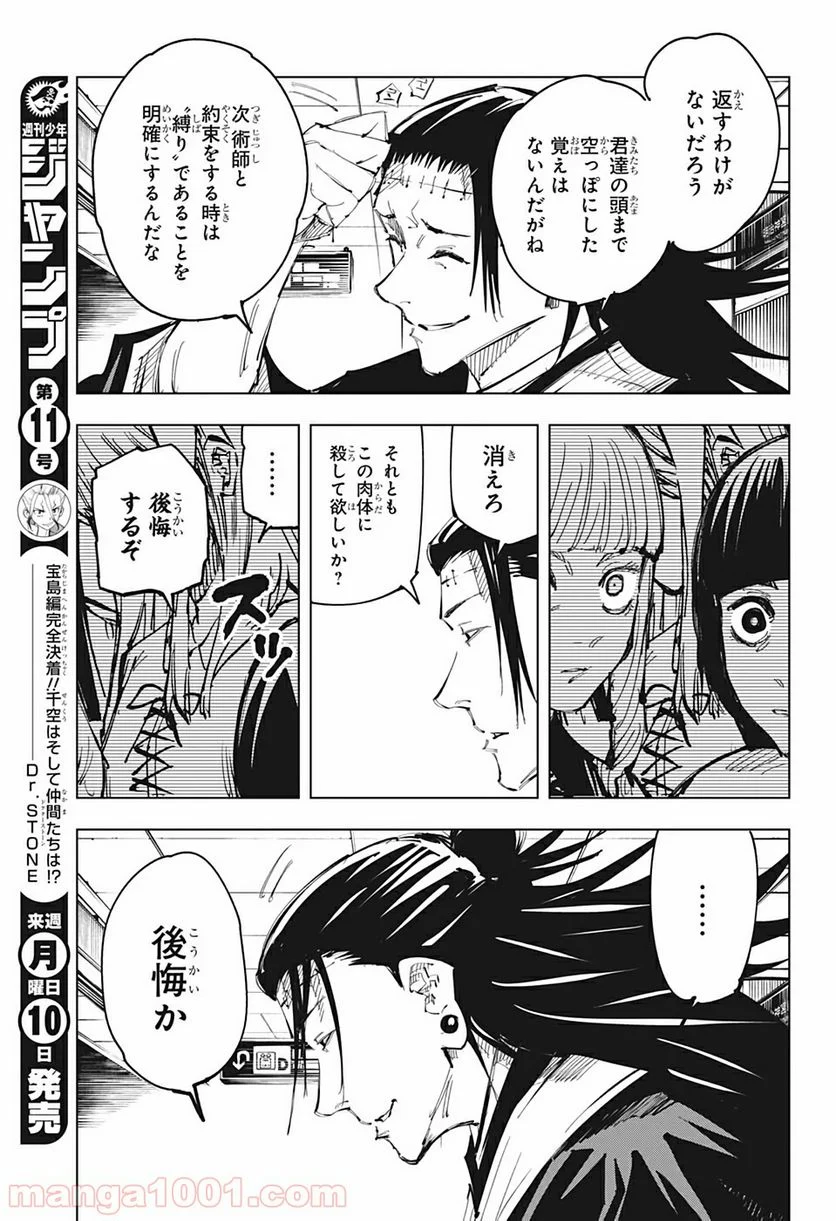 返すわけが
ないだろう
君達の頭まで
空っぽにした
覚えは
ないんだがね
次術師と
約束をする時は
〝縛り〟であることを
明確にするんだな
消えろ
それとも
この肉体に
殺して欲しいか？
……
後悔
するぞ
スッ
……
後悔か
D
週刊少年
ジャンプ
第11号
宝島編完全決着!!千空はそして仲間たちは!?
Dr.STONE
来週
月曜日
10日
発売
manga1001.com